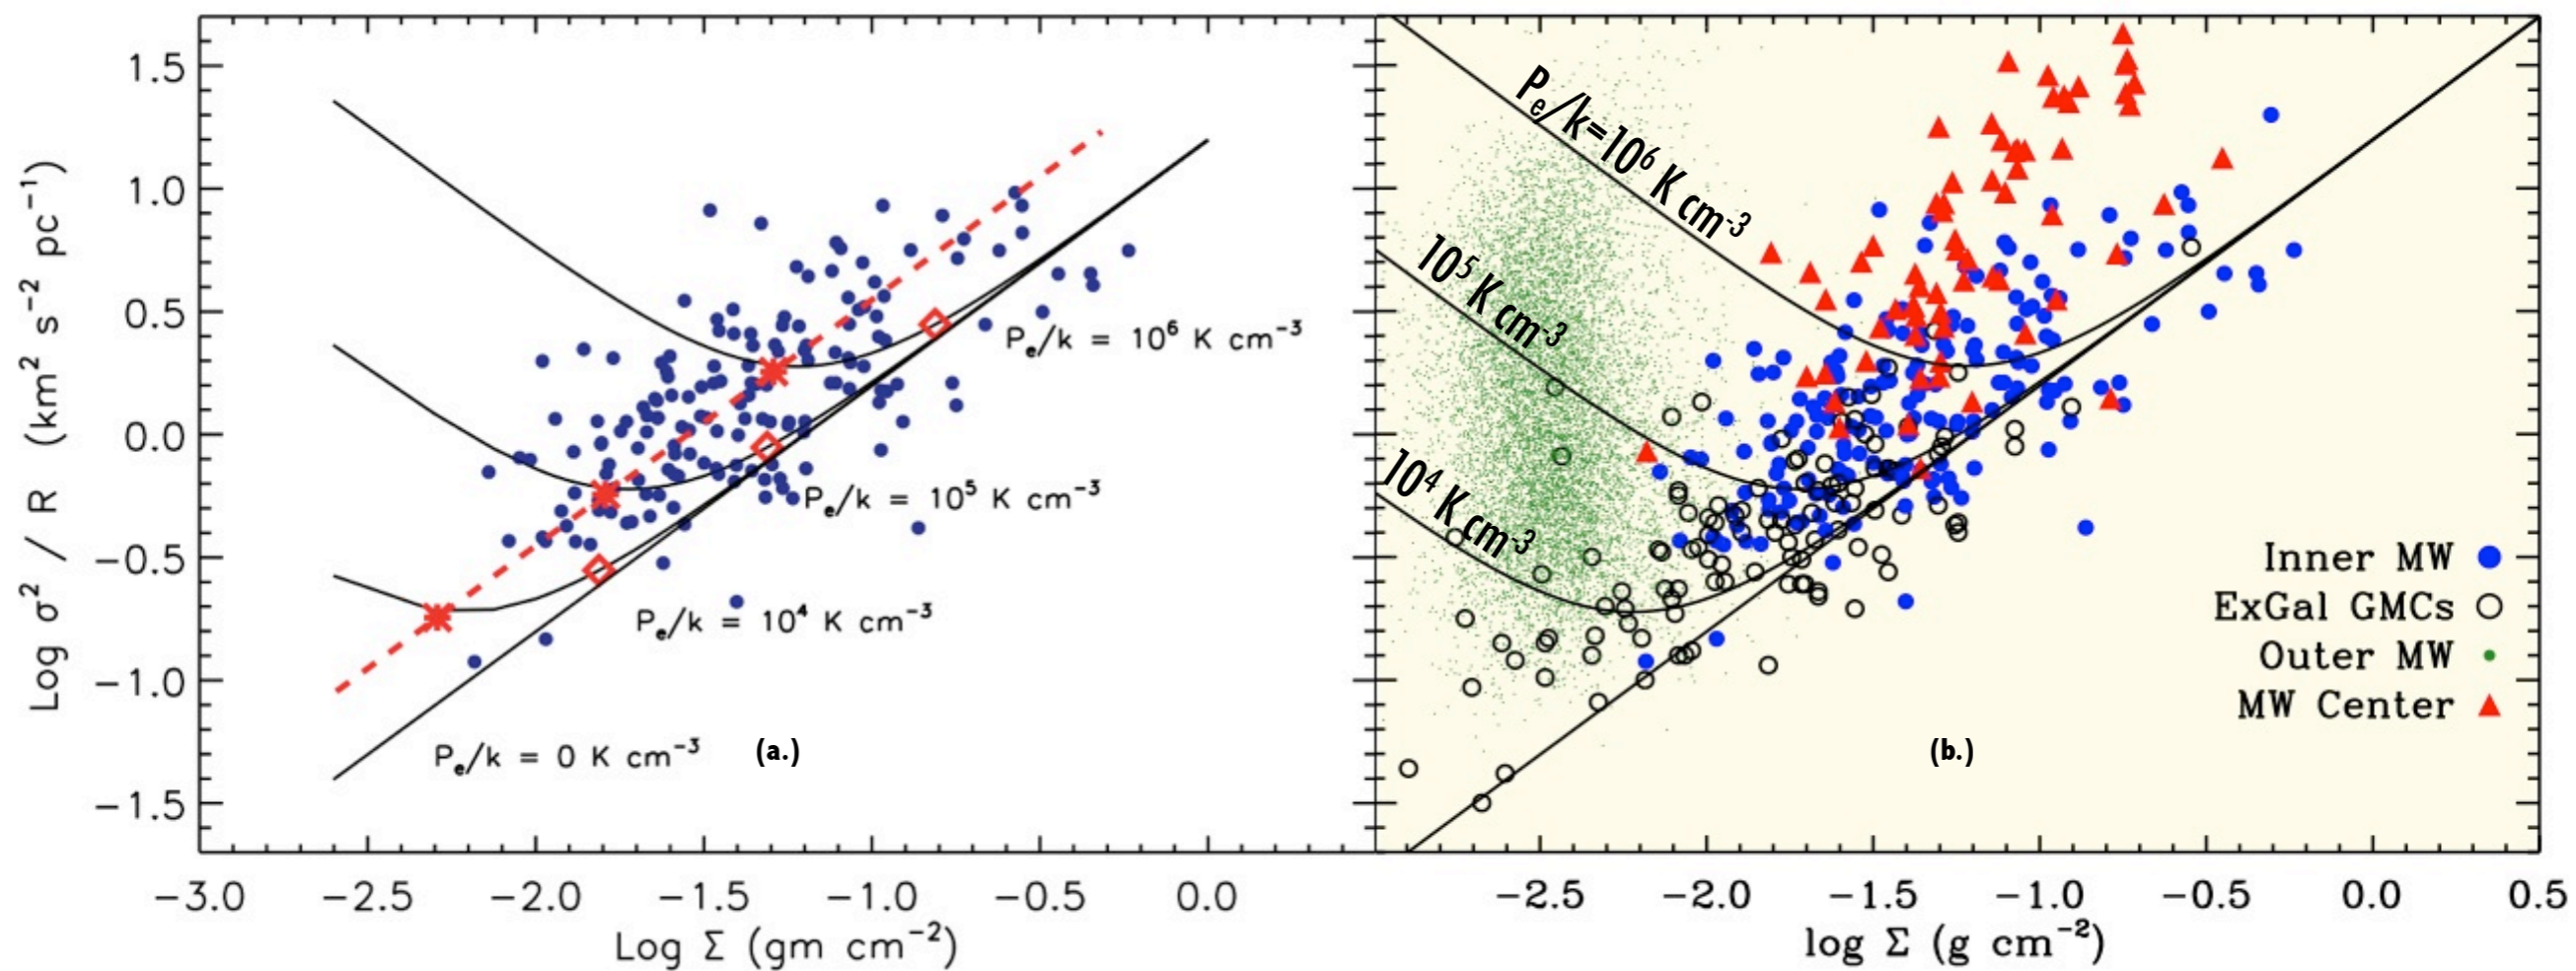 1.5
1.0
0.5
0.0
−0.5
−1.0
−1.5
Log σ² / R (km² s⁻² pc⁻¹)
Pₑ/k = 10⁶ K cm⁻³
Pₑ/k = 10⁵ K cm⁻³
Pₑ/k = 10⁴ K cm⁻³
Pₑ/k = 0 K cm⁻³
(a.)
−3.0 −2.5 −2.0 −1.5 −1.0 −0.5 0.0
Log Σ (gm cm⁻²)
Pₑ/k=10⁶ K cm⁻³
10⁵ K cm⁻³
10⁴ K cm⁻³
Inner MW
ExGal GMCs
Outer MW
MW Center
(b.)
−2.5 −2.0 −1.5 −1.0 −0.5 0.0 0.5
log Σ (g cm⁻²)